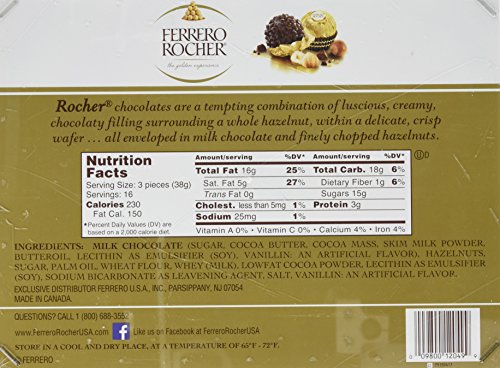 FERRERO
ROCHER®
the golden experience
Rocher® chocolates are a tempting combination of luscious, creamy,
chocolaty filling surrounding a whole hazelnut, within a delicate, crisp
wafer ... all enveloped in milk chocolate and finely chopped hazelnuts.
Nutrition
Facts
Serving Size: 3 pieces (38g)
Servings: 16
Calories 230
Fat Cal. 150
*Percent Daily Values (DV) are
based on a 2,000 calorie diet.
Amount/serving %DV* Amount/serving %DV*
Total Fat 16g 25% Total Carb. 18g 6%
Sat. Fat 5g 27% Dietary Fiber 1g 6%
Trans Fat 0g Sugars 15g
Cholest. less than 5mg 1% Protein 3g
Sodium 25mg 1%
Vitamin A 0% • Vitamin C 0% • Calcium 4% • Iron 4%
Ⓤ D
INGREDIENTS: MILK CHOCOLATE (SUGAR, COCOA BUTTER, COCOA MASS, SKIM MILK POWDER,
BUTTEROIL, LECITHIN AS EMULSIFIER (SOY), VANILLIN: AN ARTIFICIAL FLAVOR), HAZELNUTS,
SUGAR, PALM OIL, WHEAT FLOUR, WHEY (MILK), LOWFAT COCOA POWDER, LECITHIN AS EMULSIFIER
(SOY), SODIUM BICARBONATE AS LEAVENING AGENT, SALT, VANILLIN: AN ARTIFICIAL FLAVOR.
EXCLUSIVE DISTRIBUTOR FERRERO U.S.A., INC., PARSIPPANY, NJ 07054
MADE IN CANADA
QUESTIONS? CALL 1 (800) 688-3552
www.FerreroRocherUSA.com f Like us on Facebook at FerreroRocherUSA
STORE IN A COOL AND DRY PLACE, AT A TEMPERATURE OF 65°F - 72°F.
© FERRERO
0 09800 12049 9